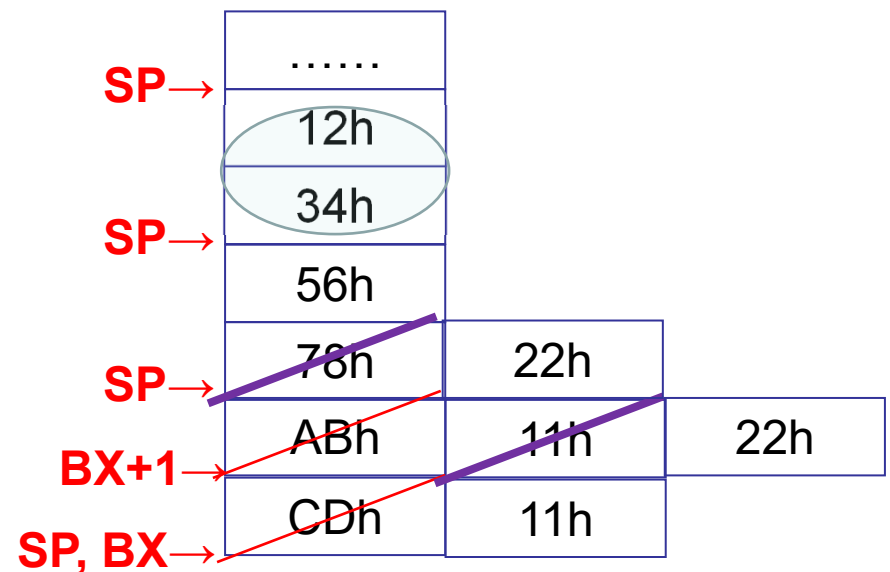 ……
SP→
12h
34h
SP→
56h
78h 22h
SP→
ABh 11h 22h
BX+1→
CDh 11h
SP, BX→